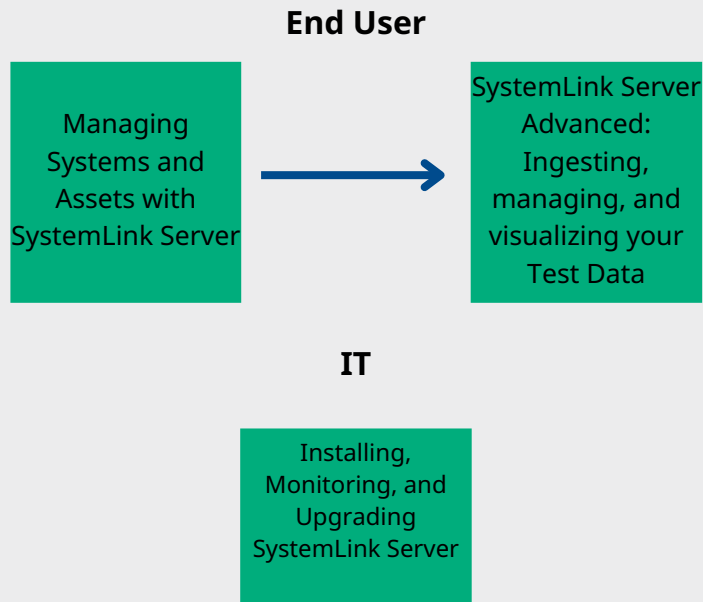 End User
Managing
Systems and
Assets with
SystemLink Server
SystemLink Server
Advanced:
Ingesting,
managing, and
visualizing your
Test Data
IT
Installing,
Monitoring, and
Upgrading
SystemLink Server